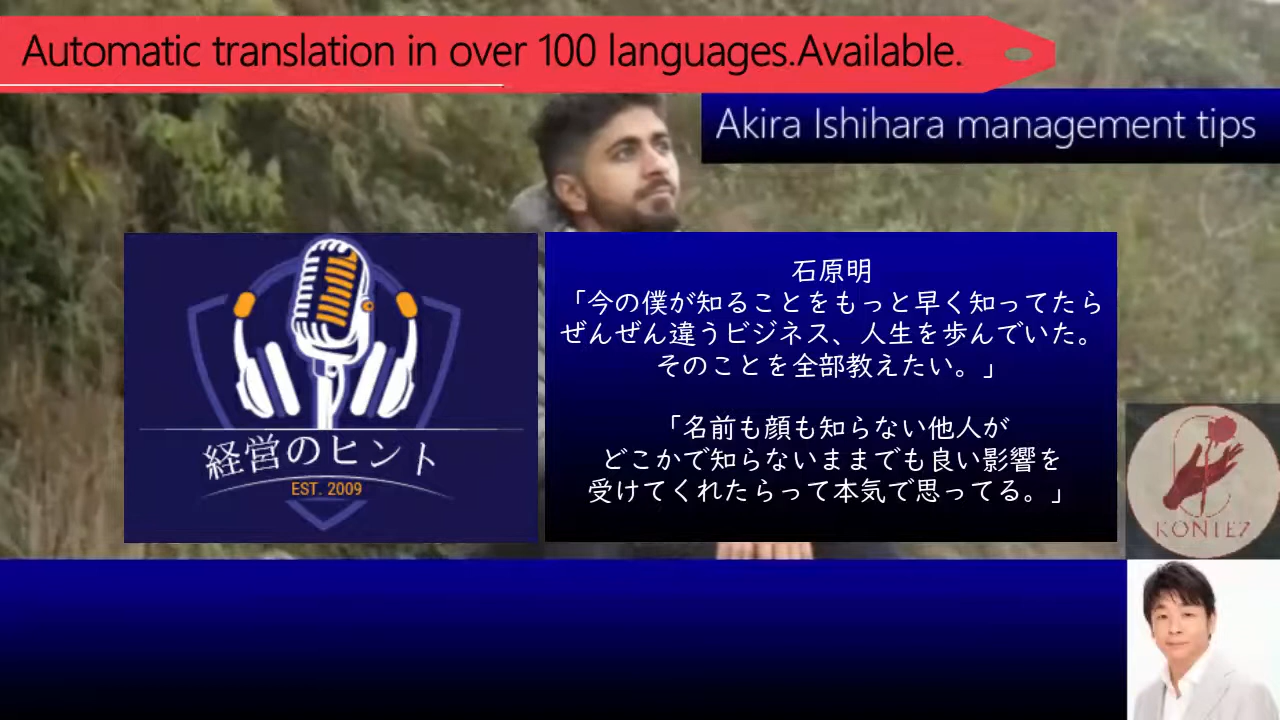 Automatic translation in over 100 languages.Available.
Akira Ishihara management tips
石原明
「今の僕が知ることをもっと早く知ってたら
ぜんぜん違うビジネス、人生を歩んでいた。
そのことを全部教えたい。」
「名前も顔も知らない他人が
どこかで知らないままでも良い影響を
受けてくれたらって本気で思ってる。」
経営のヒント
EST. 2009
KONTEZ